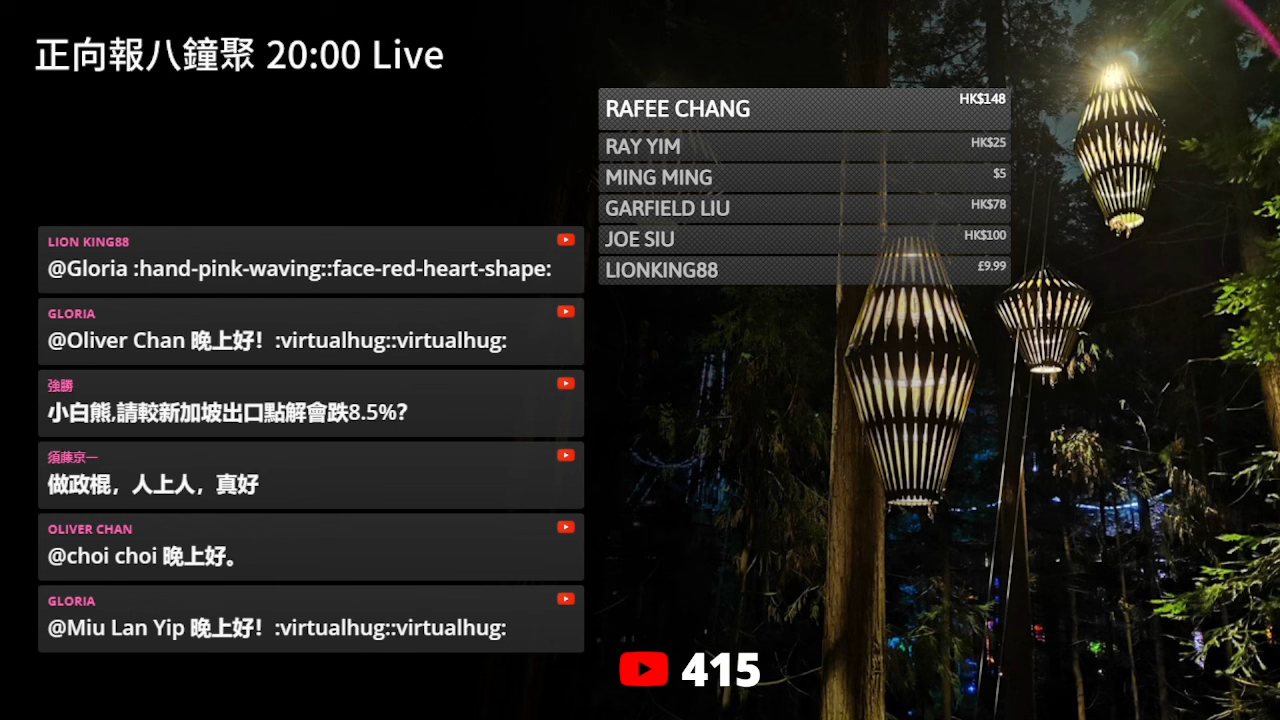 正向報八鐘聚 20:00 Live
RAFEE CHANG HK$148
RAY YIM HK$25
MING MING $5
GARFIELD LIU HK$78
JOE SIU HK$100
LIONKING88 £9.99
LION KING88
@Gloria :hand-pink-waving::face-red-heart-shape:
GLORIA
@Oliver Chan 晚上好！:virtualhug::virtualhug:
強勝
小白熊,請較新加坡出口點解會跌8.5%?
須藤京一
做政棍，人上人，真好
OLIVER CHAN
@choi choi 晚上好。
GLORIA
@Miu Lan Yip 晚上好！:virtualhug::virtualhug:
415